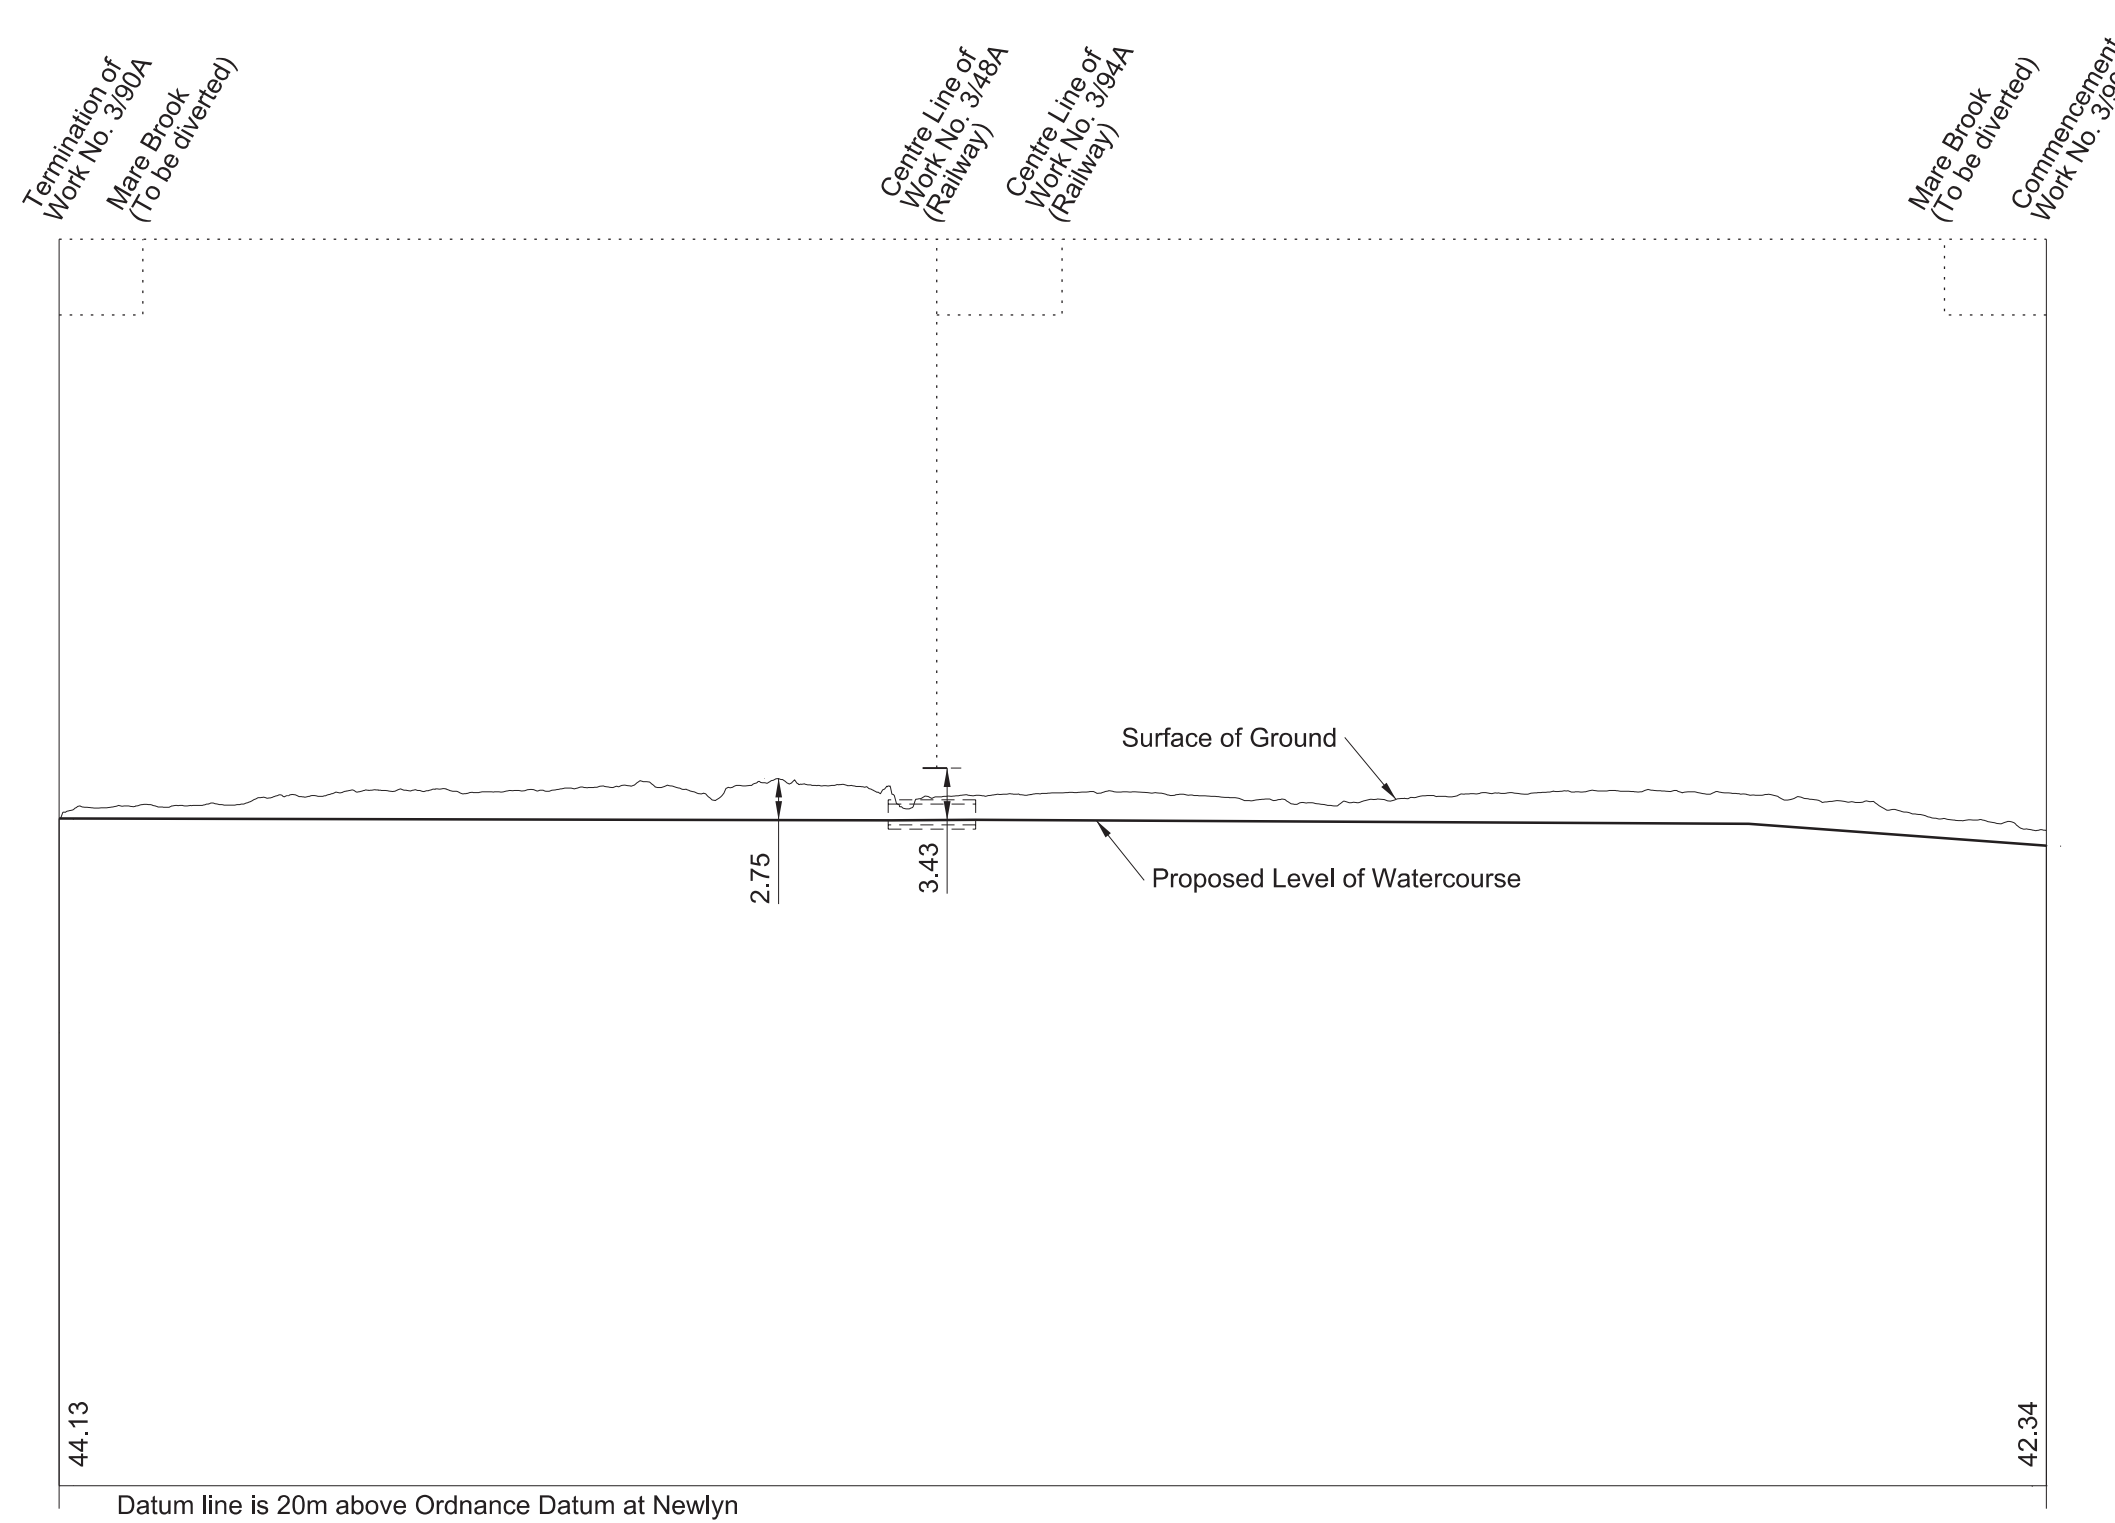 Termination of
Work No. 3/90A
Mare Brook
(To be diverted)
Centre Line of
Work No. 3/48A
(Railway)
Centre Line of
Work No. 3/94A
(Railway)
Mare Brook
(To be diverted)
Commencement
Work No.
Surface of Ground
2.75
3.43
Proposed Level of Watercourse
44.13
42.34
Datum line is 20m above Ordnance Datum at Newlyn